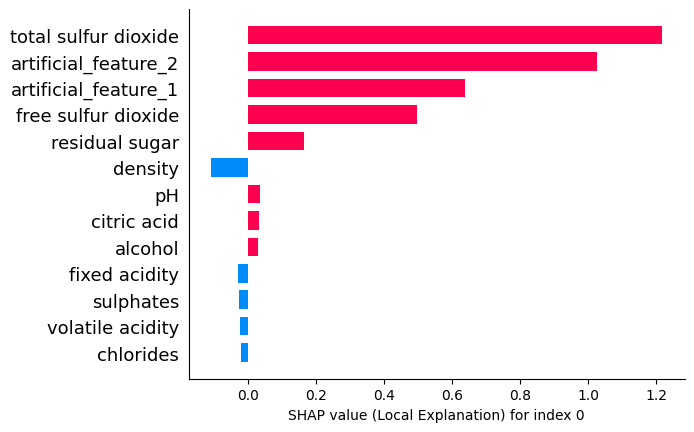 total sulfur dioxide
artificial_feature_2
artificial_feature_1
free sulfur dioxide
residual sugar
density
pH
citric acid
alcohol
fixed acidity
sulphates
volatile acidity
chlorides
0.0 0.2 0.4 0.6 0.8 1.0 1.2
SHAP value (Local Explanation) for index 0